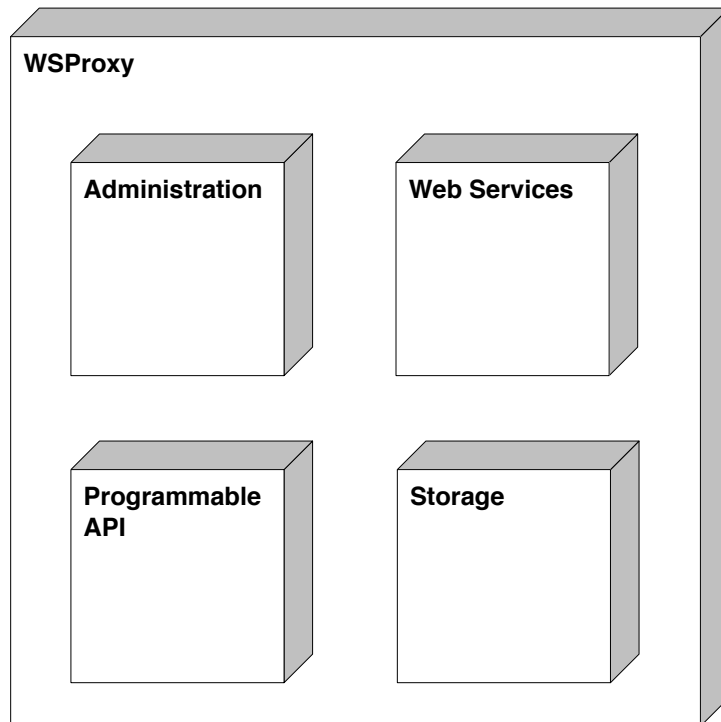 WSProxy
Administration
Web Services
Programmable
API
Storage